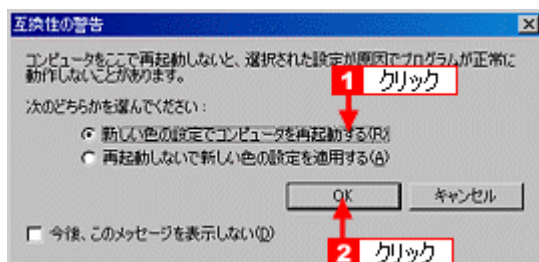 互換性の警告
コンピュータをここで再起動しないと、選択された設定が原因でプログラムが正常に
動作しないことがあります。
1 クリック
次のどちらかを選んでください：
新しい色の設定でコンピュータを再起動する(R)
再起動しないで新しい色の設定を適用する(A)
OK
キャンセル
今後、このメッセージを表示しない(D)
2 クリック